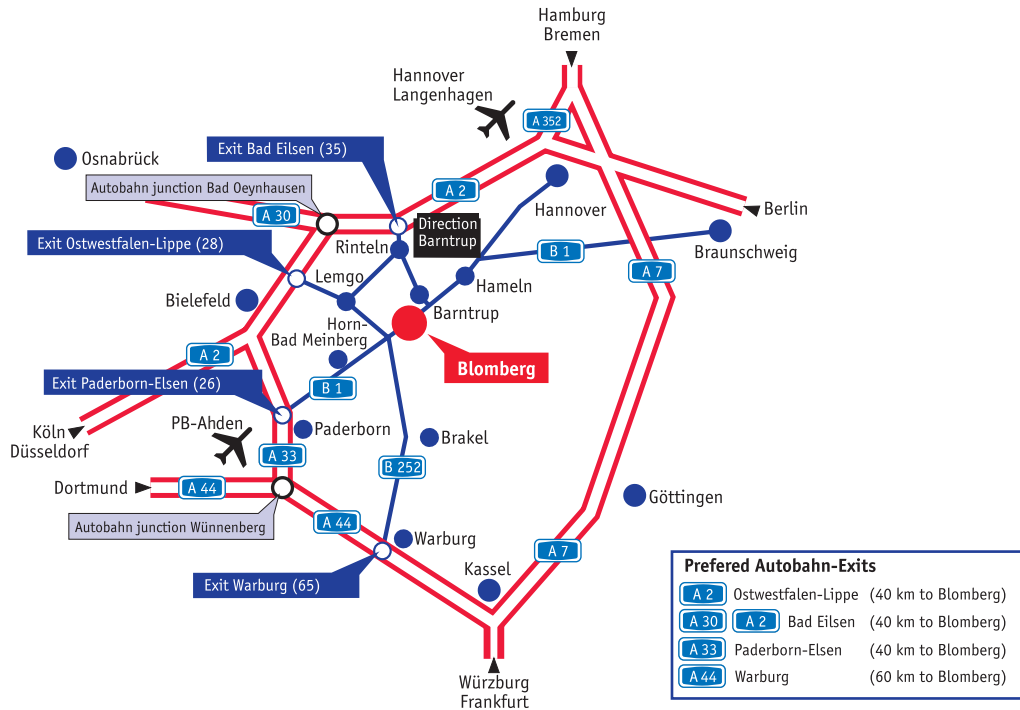 Hamburg
Bremen
Hannover
Langenhagen
A 352
Exit Bad Eilsen (35)
Osnabrück
Autobahn junction Bad Oeynhausen
A 2
A 30
Hannover
Berlin
Direction
Barntrup
Exit Ostwestfalen-Lippe (28)
Rinteln
B 1
Braunschweig
Lemgo
A 7
Hameln
Bielefeld
Barntrup
Horn-
Bad Meinberg
A 2
Blomberg
Exit Paderborn-Elsen (26)
B 1
PB-Ahden
Köln
Düsseldorf
Paderborn
Brakel
A 33
B 252
Dortmund
A 44
Göttingen
Autobahn junction Wünnenberg
A 44
Warburg
A 7
Exit Warburg (65)
Kassel
Würzburg
Frankfurt
Prefered Autobahn-Exits
A 2 Ostwestfalen-Lippe (40 km to Blomberg)
A 30 A 2 Bad Eilsen (40 km to Blomberg)
A 33 Paderborn-Elsen (40 km to Blomberg)
A 44 Warburg (60 km to Blomberg)